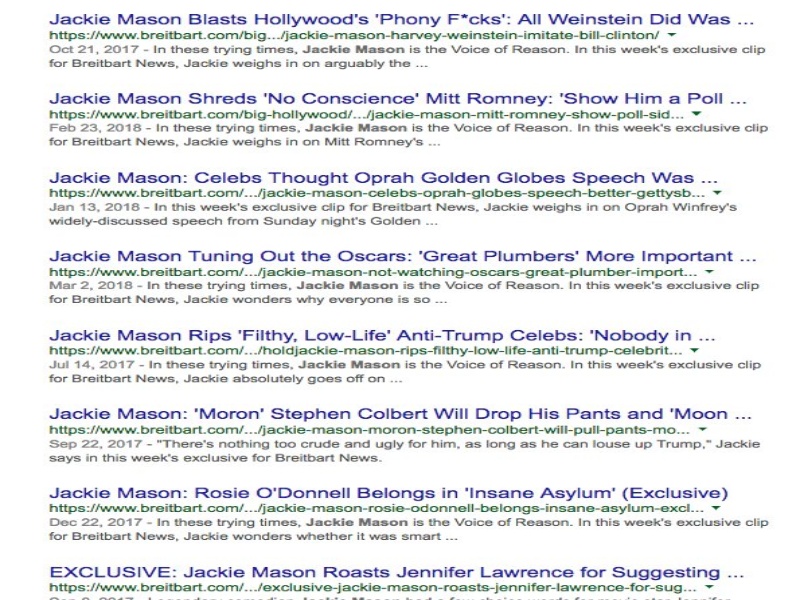 Jackie Mason Blasts Hollywood's 'Phony F*cks': All Weinstein Did Was ...
https://www.breitbart.com/big.../jackie-mason-harvey-weinstein-imitate-bill-clinton/
Oct 21, 2017 - In these trying times, Jackie Mason is the Voice of Reason. In this week's exclusive clip
for Breitbart News, Jackie weighs in on arguably the ...
Jackie Mason Shreds 'No Conscience' Mitt Romney: 'Show Him a Poll ...
https://www.breitbart.com/big-hollywood/.../jackie-mason-mitt-romney-show-poll-sid...
Feb 23, 2018 - In these trying times, Jackie Mason is the Voice of Reason. In this week's exclusive clip
for Breitbart News, Jackie weighs in on Mitt Romney's ...
Jackie Mason: Celebs Thought Oprah Golden Globes Speech Was ...
https://www.breitbart.com/.../jackie-mason-celebs-oprah-globes-speech-better-gettysb...
Jan 13, 2018 - In this week's exclusive clip for Breitbart News, Jackie weighs in on Oprah Winfrey's
widely-discussed speech from Sunday night's Golden ...
Jackie Mason Tuning Out the Oscars: 'Great Plumbers' More Important ...
https://www.breitbart.com/.../jackie-mason-not-watching-oscars-great-plumber-import...
Mar 2, 2018 - In these trying times, Jackie Mason is the Voice of Reason. In this week's exclusive clip
for Breitbart News, Jackie wonders why everyone is so ...
Jackie Mason Rips 'Filthy, Low-Life' Anti-Trump Celebs: 'Nobody in ...
https://www.breitbart.com/.../holdjackie-mason-rips-filthy-low-life-anti-trump-celebrit...
Jul 14, 2017 - In these trying times, Jackie Mason is the Voice of Reason. In this week's exclusive clip
for Breitbart News, Jackie absolutely goes off on ...
Jackie Mason: 'Moron' Stephen Colbert Will Drop His Pants and 'Moon ...
https://www.breitbart.com/.../jackie-mason-moron-stephen-colbert-will-pull-pants-mo...
Sep 22, 2017 - "There's nothing too crude and ugly for him, as long as he can louse up Trump," Jackie
says in this week's exclusive for Breitbart News.
Jackie Mason: Rosie O'Donnell Belongs in 'Insane Asylum' (Exclusive)
https://www.breitbart.com/.../jackie-mason-rosie-odonnell-belongs-insane-asylum-excl...
Dec 22, 2017 - In these trying times, Jackie Mason is the Voice of Reason. In this week's exclusive clip
for Breitbart News, Jackie wonders whether it was smart ...
EXCLUSIVE: Jackie Mason Roasts Jennifer Lawrence for Suggesting ...
https://www.breitbart.com/.../exclusive-jackie-mason-roasts-jennifer-lawrence-for-sug...